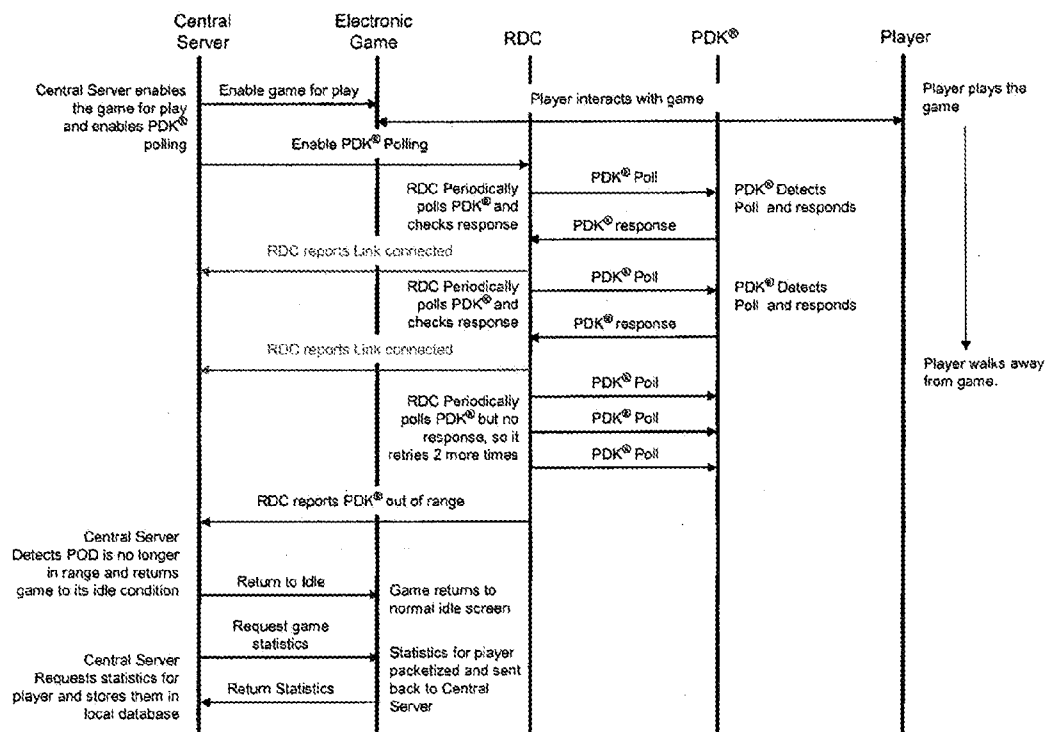 Central Server
Electronic Game
RDC
PDK®
Player
Central Server enables
the game for play
and enables PDK®
polling
Enable game for play
Player interacts with game
Player plays the
game
Enable PDK® Polling
RDC Periodically
polls PDK® and
checks response
PDK® Poll
PDK® Detects
Poll and responds
PDK® response
RDC reports Link connected
RDC Periodically
polls PDK® and
checks response
PDK® Poll
PDK® Detects
Poll and responds
PDK® response
RDC reports Link connected
Player walks away
from game.
RDC Periodically
polls PDK® but no
response, so it
retries 2 more times
PDK® Poll
PDK® Poll
PDK® Poll
RDC reports PDK® out of range
Central Server
Detects POD is no longer
in range and returns
game to its idle condition
Return to Idle
Game returns to
normal idle screen
Request game
statistics
Central Server
Requests statistics for
player and stores them in
local database
Statistics for player
packetized and sent
back to Central
Server
Return Statistics